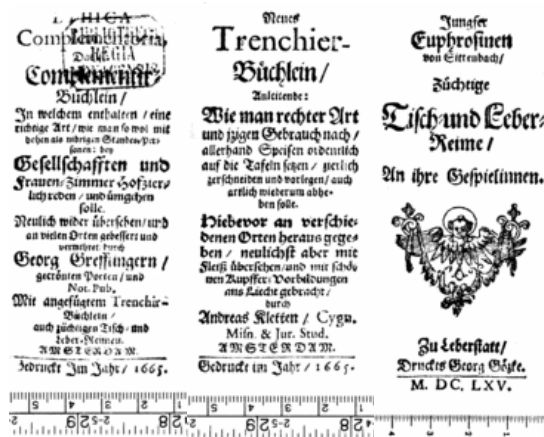 ETHICA
Complementoria,
Das ist:
Complementir-
Büchlein /
In welchem enthalten / eine
richtige Art / wie man so wol mit
hohen als nidrigen Standes-Per-
sonen: bey
Gesellschafften und
Frauen-Zimmer Hofzier/
lich reden / und umgehen
solle.
Neulich wider übersehen / und
an vielen Orten gebessert und
vermehret durch
Georg Grefflingern /
gecrönten Poeten / und
Not. Pub.
Mit angefügtem Trenchir-
Büchlein /
auch züchtigen Tisch- und
Leber-Reimen.
AMSTERDAM.
Gedruckt Im Jahr / 1665.
Neues
Trenchier-
Büchlein /
Anleitende:
Wie man rechter Art
und jzigen Gebrauch nach /
allerhand Speisen ordentlich
auf die Tafeln setzen / zierlich
zerschneiden und vorlegen / auch
artlich wiederum abhe-
ben solle.
Hiebevor an verschie-
denen Orten heraus gege-
ben / neulichst aber mit
Fleiß übersehen / und mit schö-
nen Kupffer-Vorbildungen
ans Liecht gebracht /
durch
Andreas Kletten / Cygn.
Misn. & Jur. Stud.
AMSTERDAM.
Gedruckt im Jahr / 1665.
Jungfer
Euphrosinen
von Sittenbach /
Züchtige
Tisch- und Leber-
Reime /
An ihre Gespielinnen.
Zu Leberstatt /
Druckts Georg Gözke.
M. DC. LXV.